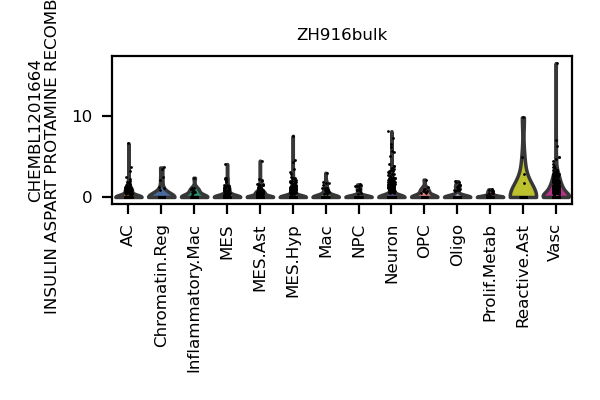 ZH916bulk
CHEMBL1201664
INSULIN ASPART PROTAMINE RECOMB
10
0
AC
Chromatin.Reg
Inflammatory.Mac
MES
MES.Ast
MES.Hyp
Mac
NPC
Neuron
OPC
Oligo
Prolif.Metab
Reactive.Ast
Vasc